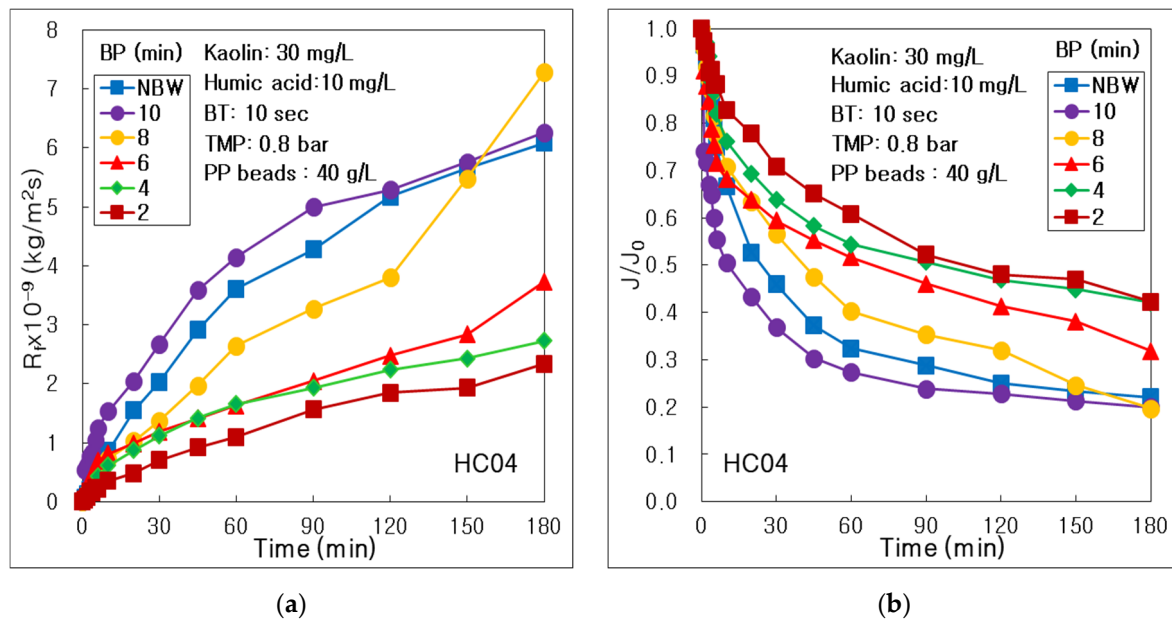 8
7
6
5
4
3
2
1
0
R_f x10⁻⁹ (kg/m²s)
BP (min)
NBW
10
8
6
4
2
Kaolin: 30 mg/L
Humic acid:10 mg/L
BT: 10 sec
TMP: 0.8 bar
PP beads : 40 g/L
HC04
0 30 60 90 120 150 180
Time (min)
(a)
1.0
0.9
0.8
0.7
0.6
0.5
0.4
0.3
0.2
0.1
0.0
J/J₀
Kaolin: 30 mg/L
Humic acid:10 mg/L
BT: 10 sec
TMP: 0.8 bar
PP beads : 40 g/L
BP (min)
NBW
10
8
6
4
2
HC04
0 30 60 90 120 150 180
Time (min)
(b)